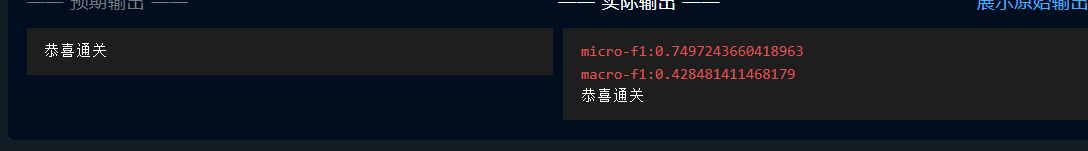 —— 预期输出 ——
—— 实际输出 ——
展示原始输出
恭喜通关
micro-f1:0.7497243660418963
macro-f1:0.428481411468179
恭喜通关